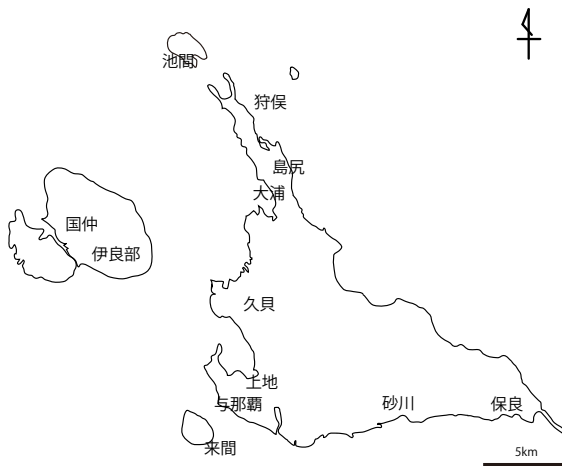 池間
狩俣
島尻
大浦
国仲
伊良部
久貝
上地
与那覇
砂川
保良
来間
5km